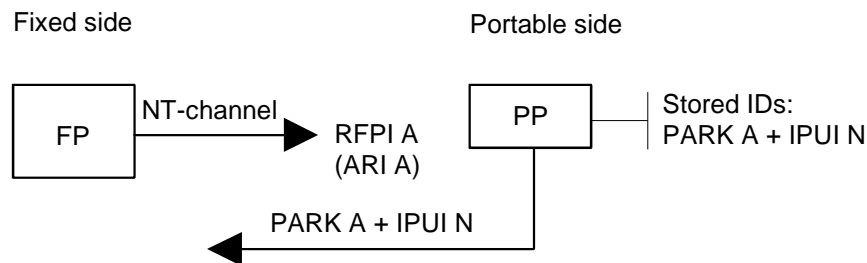 Fixed side
Portable side
FP
NT-channel
RFPI A
(ARI A)
PP
Stored IDs:
PARK A + IPUI N
PARK A + IPUI N